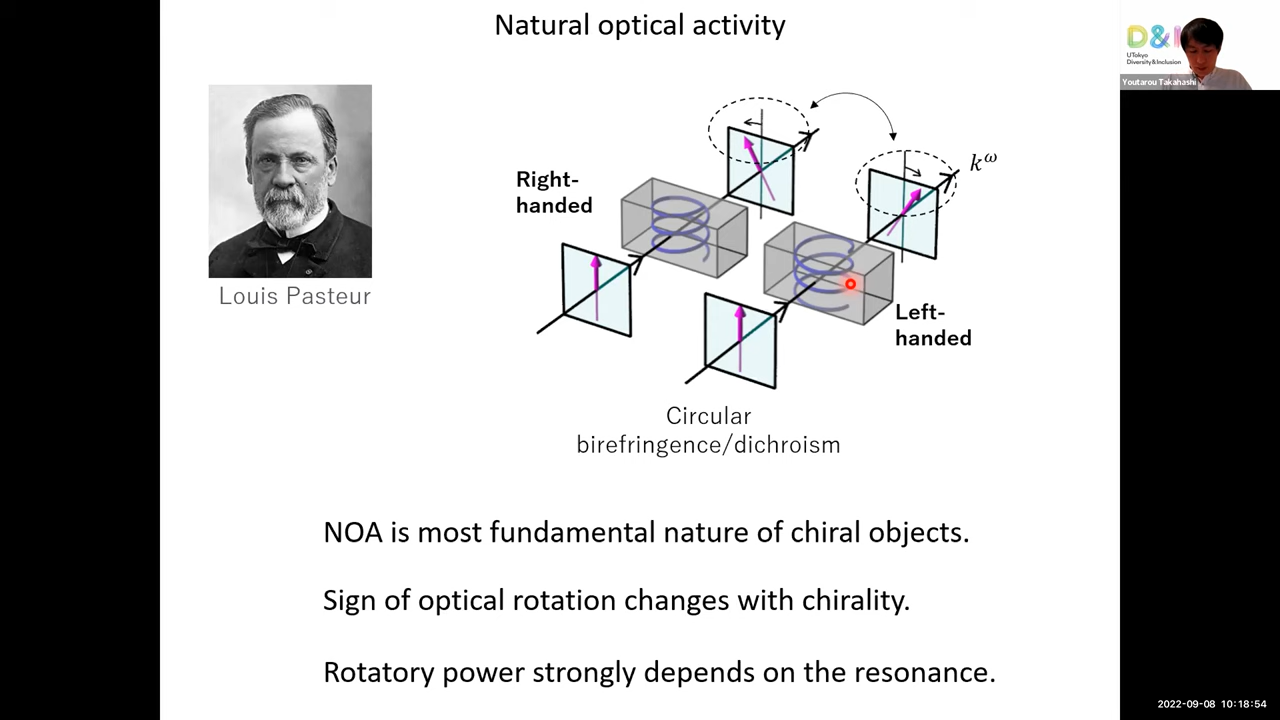 Natural optical activity
D&I
UTokyo
Diversity&Inclusion
Youtarou Takahashi
Louis Pasteur
Right-
handed
k^ω
Left-
handed
Circular
birefringence/dichroism
NOA is most fundamental nature of chiral objects.
Sign of optical rotation changes with chirality.
Rotatory power strongly depends on the resonance.
2022-09-08 10:18:54